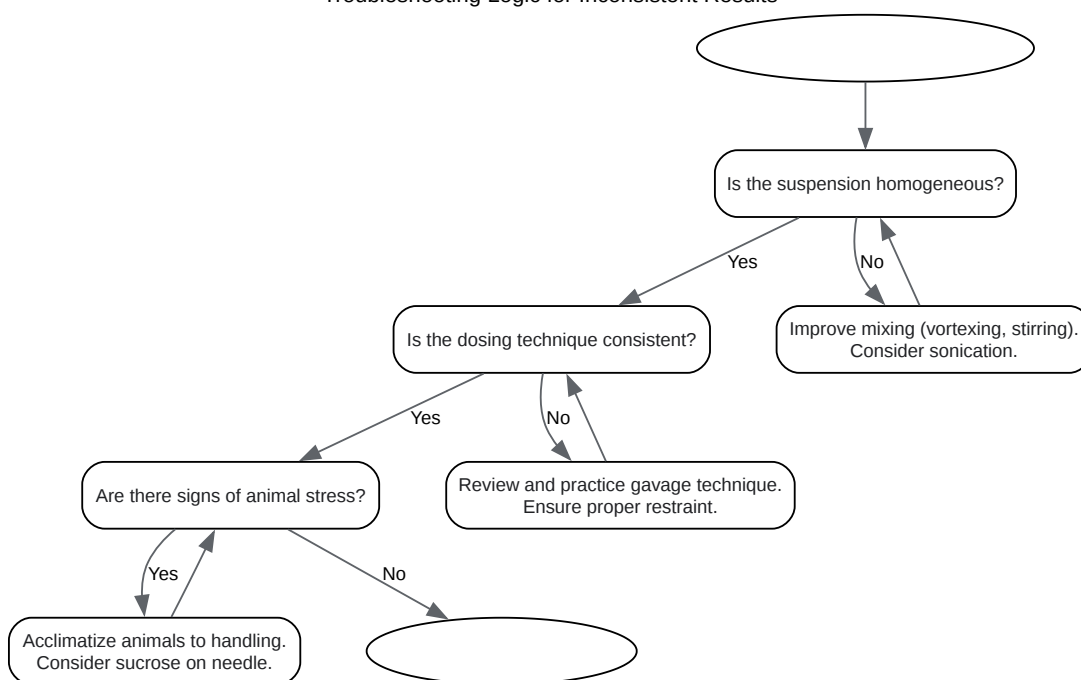 Troubleshooting Logic for Inconsistent Results
Is the suspension homogeneous?
Yes
No
Improve mixing (vortexing, stirring).
Consider sonication.
Is the dosing technique consistent?
Yes
No
Review and practice gavage technique.
Ensure proper restraint.
Are there signs of animal stress?
Yes
No
Acclimatize animals to handling.
Consider sucrose on needle.